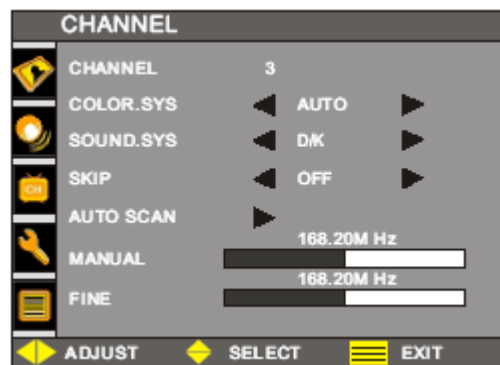 CHANNEL
CHANNEL 3
COLOR.SYS AUTO
SOUND.SYS D/K
SKIP OFF
CH
AUTO SCAN
168.20M Hz
MANUAL
168.20M Hz
FINE
ADJUST SELECT EXIT